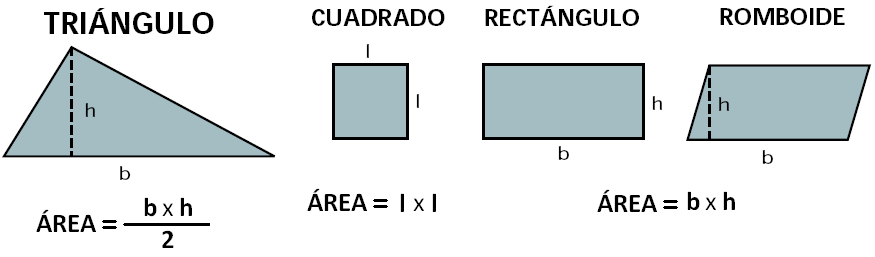 TRIÁNGULO
h
b
ÁREA = b x h
2
CUADRADO
l
l
ÁREA = l x l
RECTÁNGULO
h
b
ROMBOIDE
h
b
ÁREA = b x h